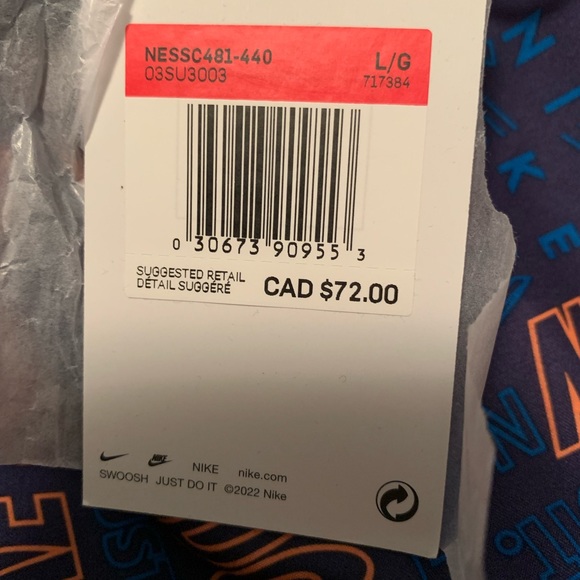 NESSC481-440 L/G
03SU3003 717384
0 30673 90955 3
SUGGESTED RETAIL
DÉTAIL SUGGÉRÉ CAD $72.00
NIKE nike.com
SWOOSH JUST DO IT ©2022 Nike